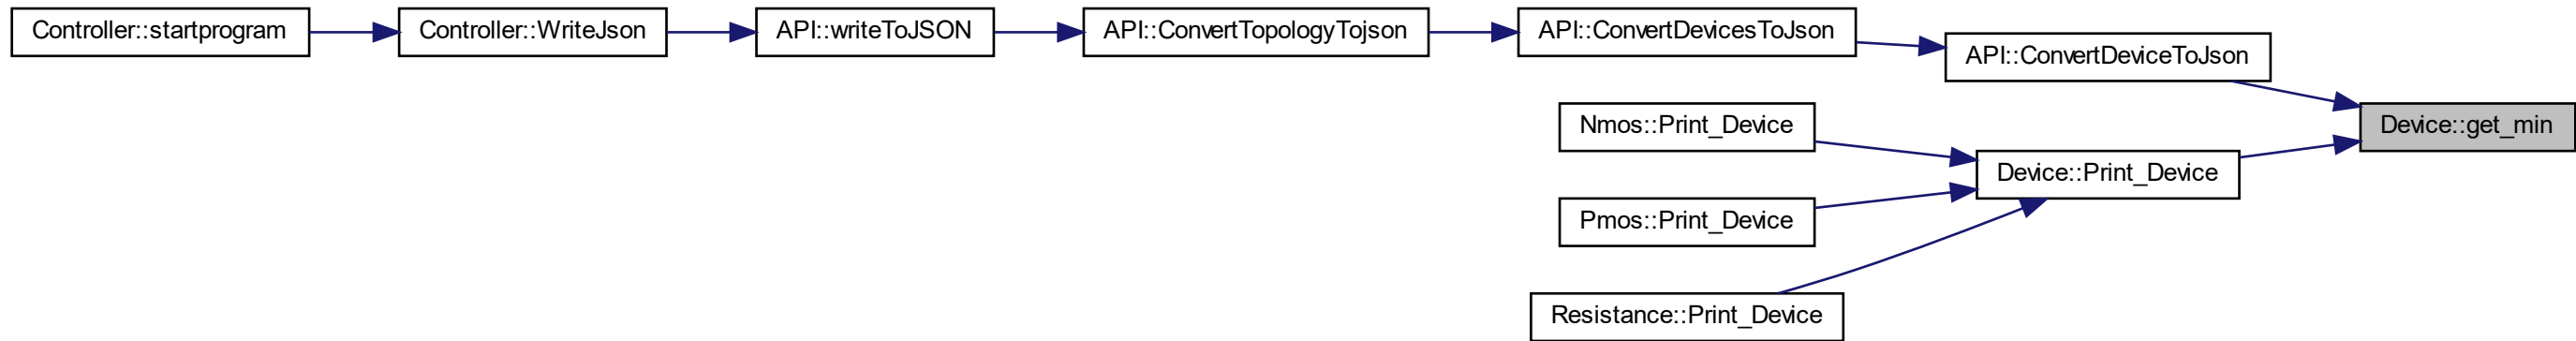 Controller::startprogram
Controller::WriteJson
API::writeToJSON
API::ConvertTopologyTojson
API::ConvertDevicesToJson
API::ConvertDeviceToJson
Nmos::Print_Device
Device::get_min
Device::Print_Device
Pmos::Print_Device
Resistance::Print_Device